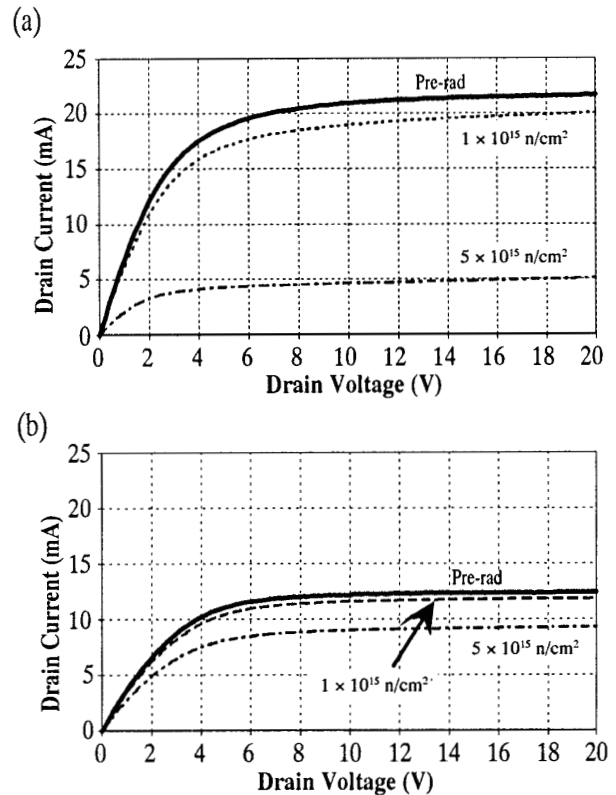 (a)
Drain Current (mA)
25
20
15
10
5
0
Pre-rad
1 × 10¹⁵ n/cm²
5 × 10¹⁵ n/cm²
0 2 4 6 8 10 12 14 16 18 20
Drain Voltage (V)
(b)
Drain Current (mA)
25
20
15
10
5
0
Pre-rad
5 × 10¹⁵ n/cm²
1 × 10¹⁵ n/cm²
0 2 4 6 8 10 12 14 16 18 20
Drain Voltage (V)